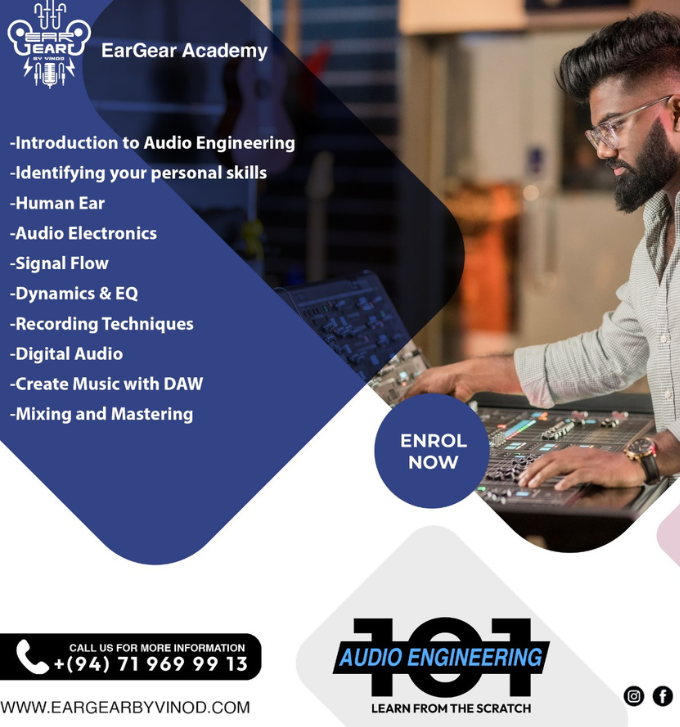 EAR
GEAR
BY VINOD
EarGear Academy
-Introduction to Audio Engineering
-Identifying your personal skills
-Human Ear
-Audio Electronics
-Signal Flow
-Dynamics & EQ
-Recording Techniques
-Digital Audio
-Create Music with DAW
-Mixing and Mastering
ENROL
NOW
CALL US FOR MORE INFORMATION
+(94) 71 969 99 13
WWW.EARGEARBYVINOD.COM
101
AUDIO ENGINEERING
LEARN FROM THE SCRATCH